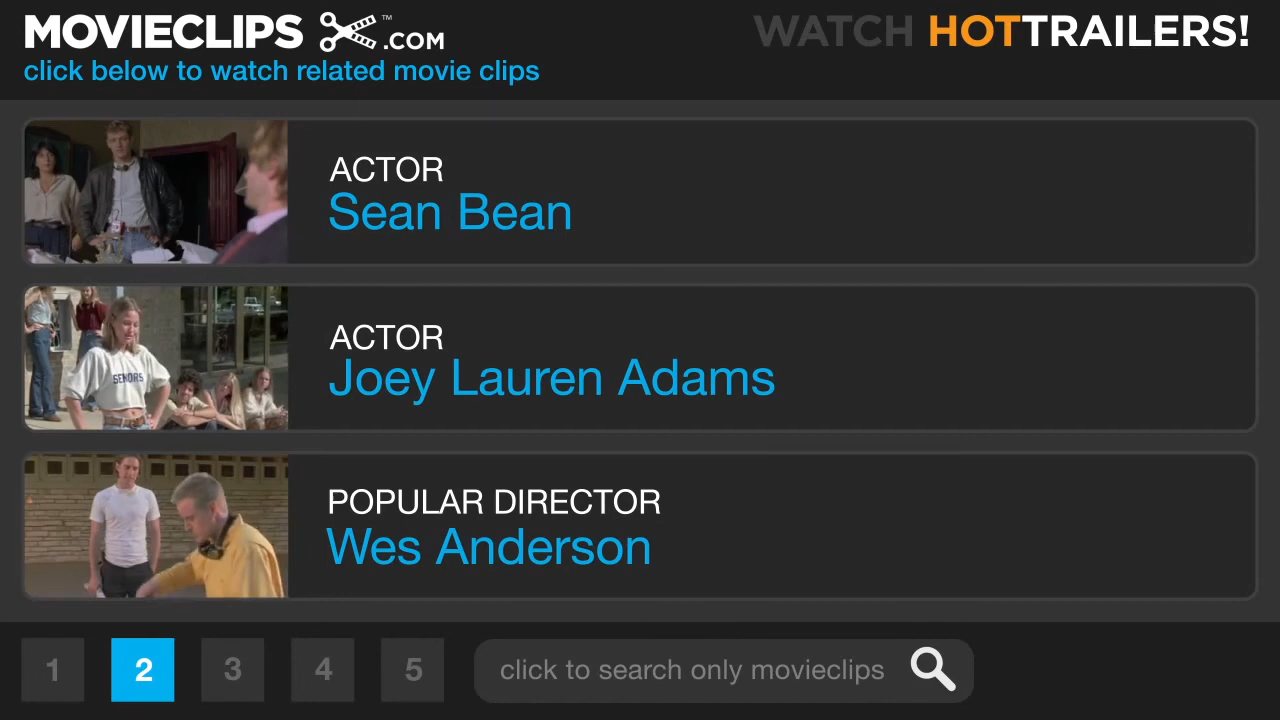 MOVIECLIPS ™ .COM
WATCH HOTTRAILERS!
click below to watch related movie clips
ACTOR
Sean Bean
ACTOR
Joey Lauren Adams
SENIORS
POPULAR DIRECTOR
Wes Anderson
1 2 3 4 5
click to search only movieclips